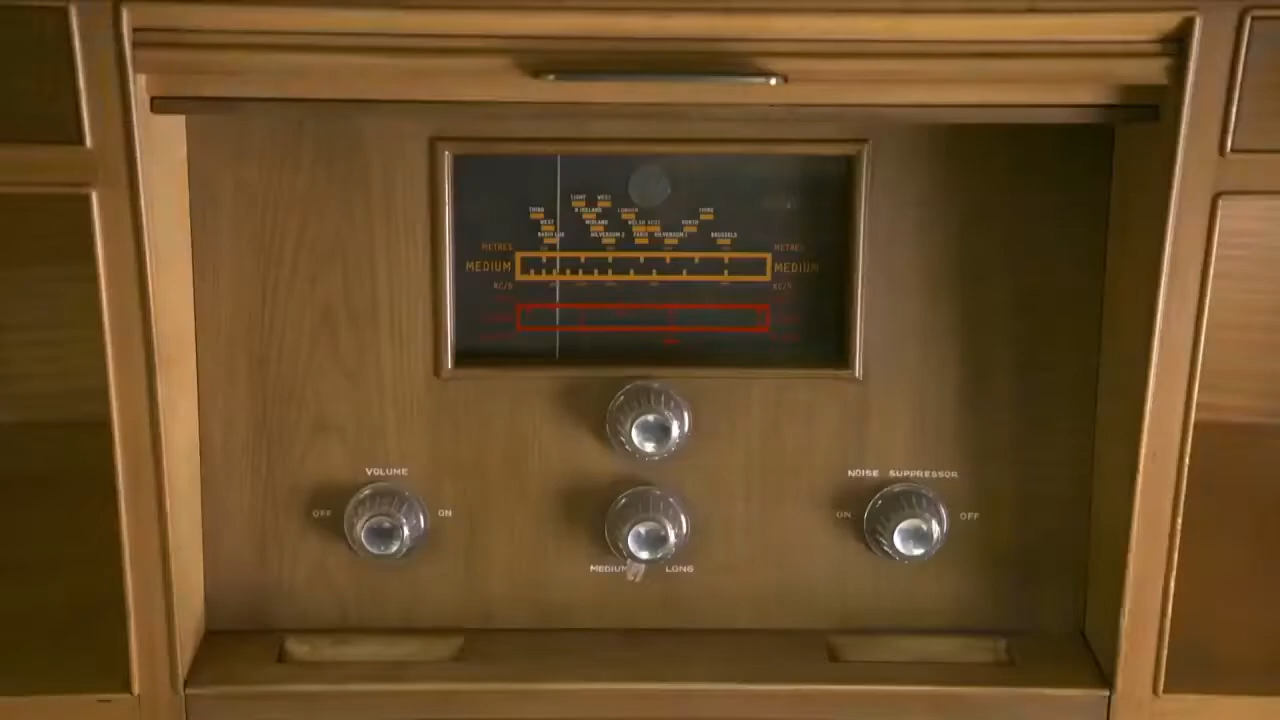 LIGHT WEST
THIRD N IRELAND LONDON THIRD
WEST MIDLAND WELSH SCOT NORTH
RADIO LUX HILVERSUM 2 PARIS HILVERSUM 1 BRUSSELS
METRES METRES
MEDIUM MEDIUM
KC/S KC/S
VOLUME
OFF ON
NOISE SUPPRESSOR
ON OFF
MEDIUM LONG